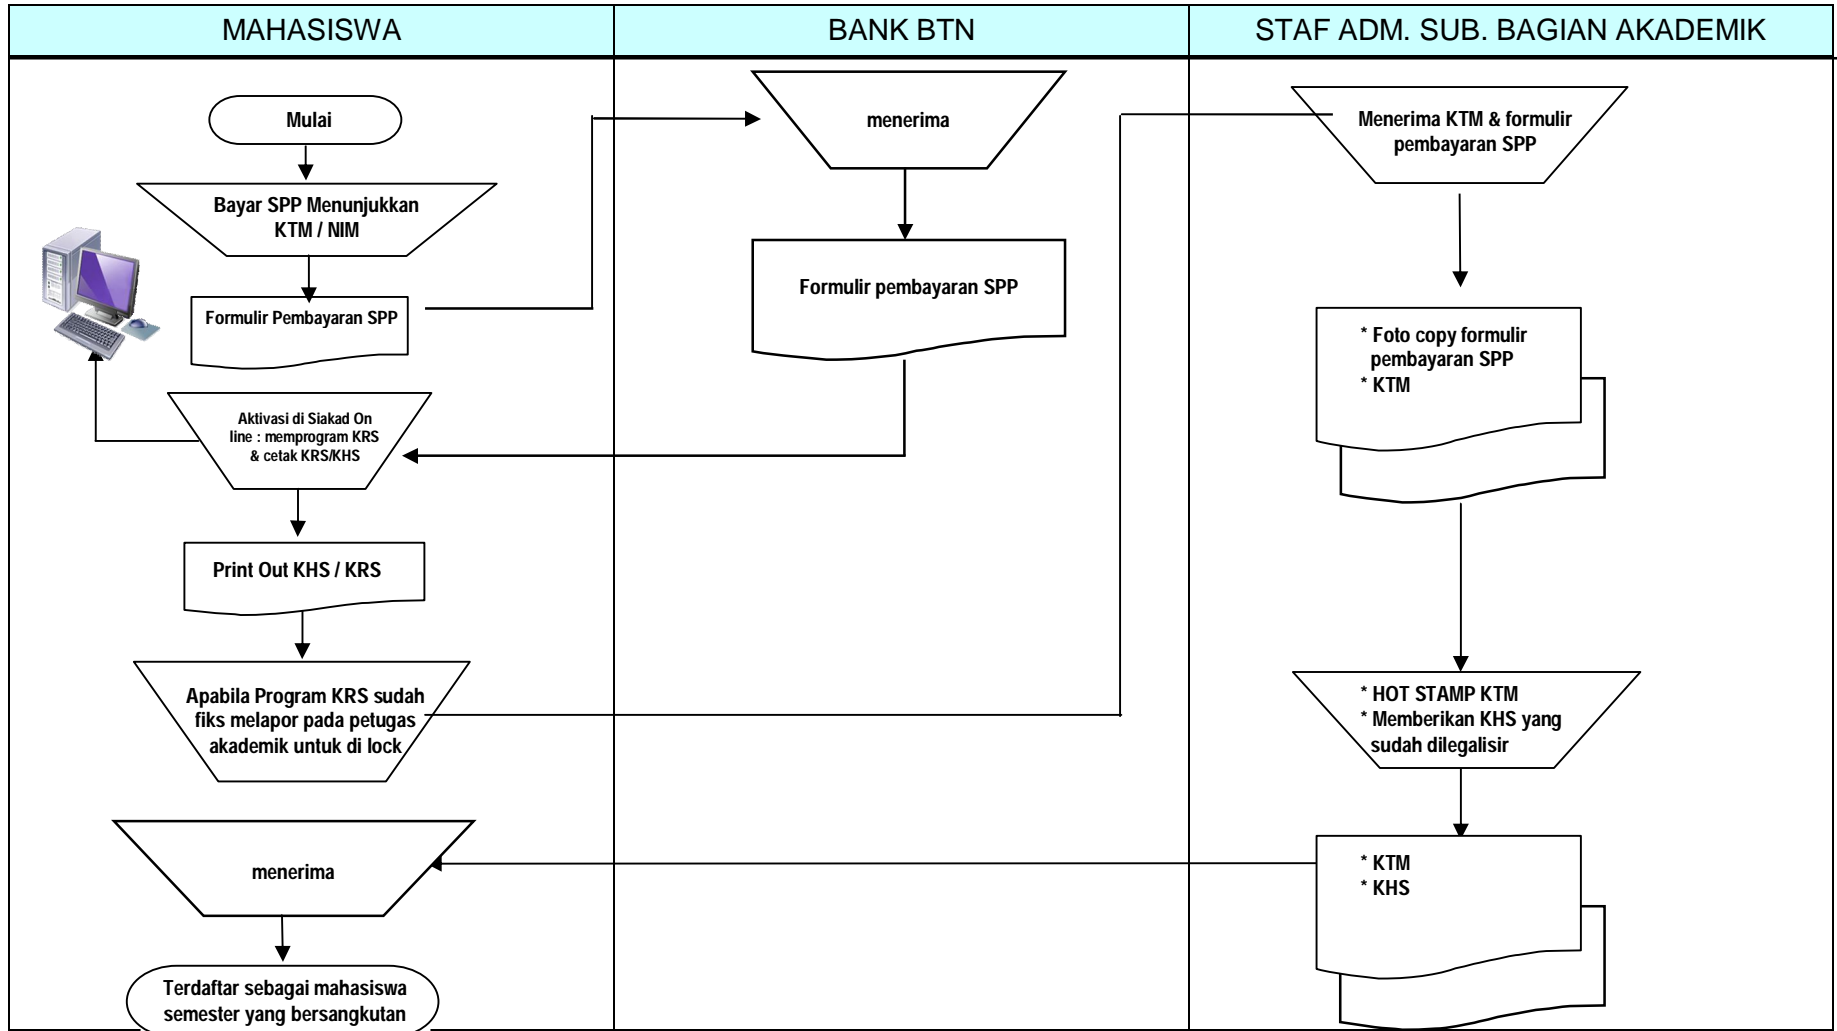 MAHASISWA
BANK BTN
STAF ADM. SUB. BAGIAN AKADEMIK
Mulai
Bayar SPP Menunjukkan
KTM / NIM
Formulir Pembayaran SPP
Aktivasi di Siakad On
line : memprogram KRS
& cetak KRS/KHS
Print Out KHS / KRS
Apabila Program KRS sudah
fiks melapor pada petugas
akademik untuk di lock
menerima
Terdaftar sebagai mahasiswa
semester yang bersangkutan
menerima
Formulir pembayaran SPP
Menerima KTM & formulir
pembayaran SPP
* Foto copy formulir
pembayaran SPP
* KTM
* HOT STAMP KTM
* Memberikan KHS yang
sudah dilegalisir
* KTM
* KHS